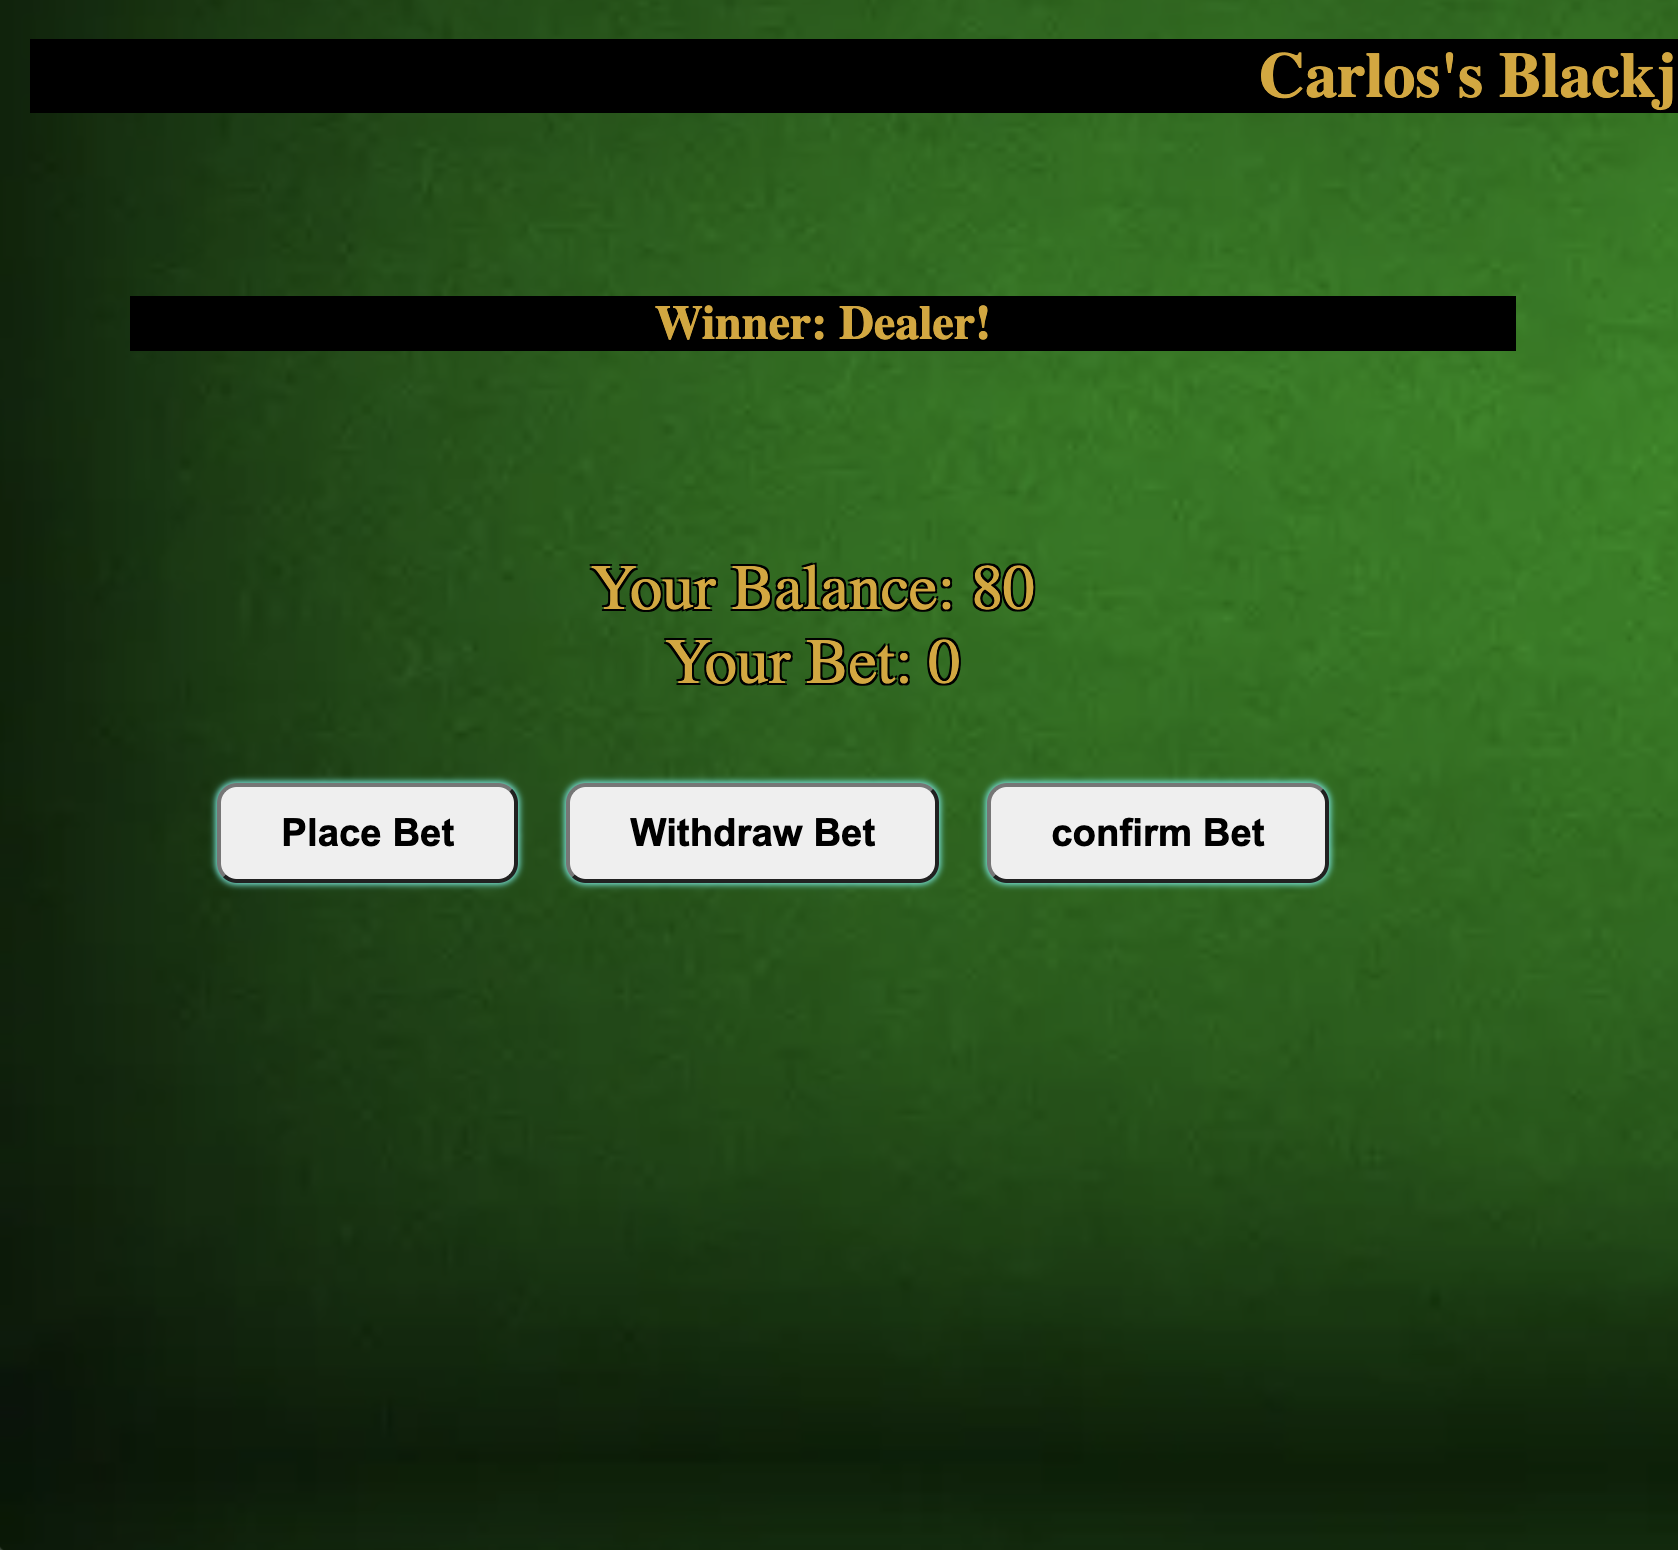 Carlos's Blackj
Winner: Dealer!
Your Balance: 80
Your Bet: 0
Place Bet Withdraw Bet confirm Bet